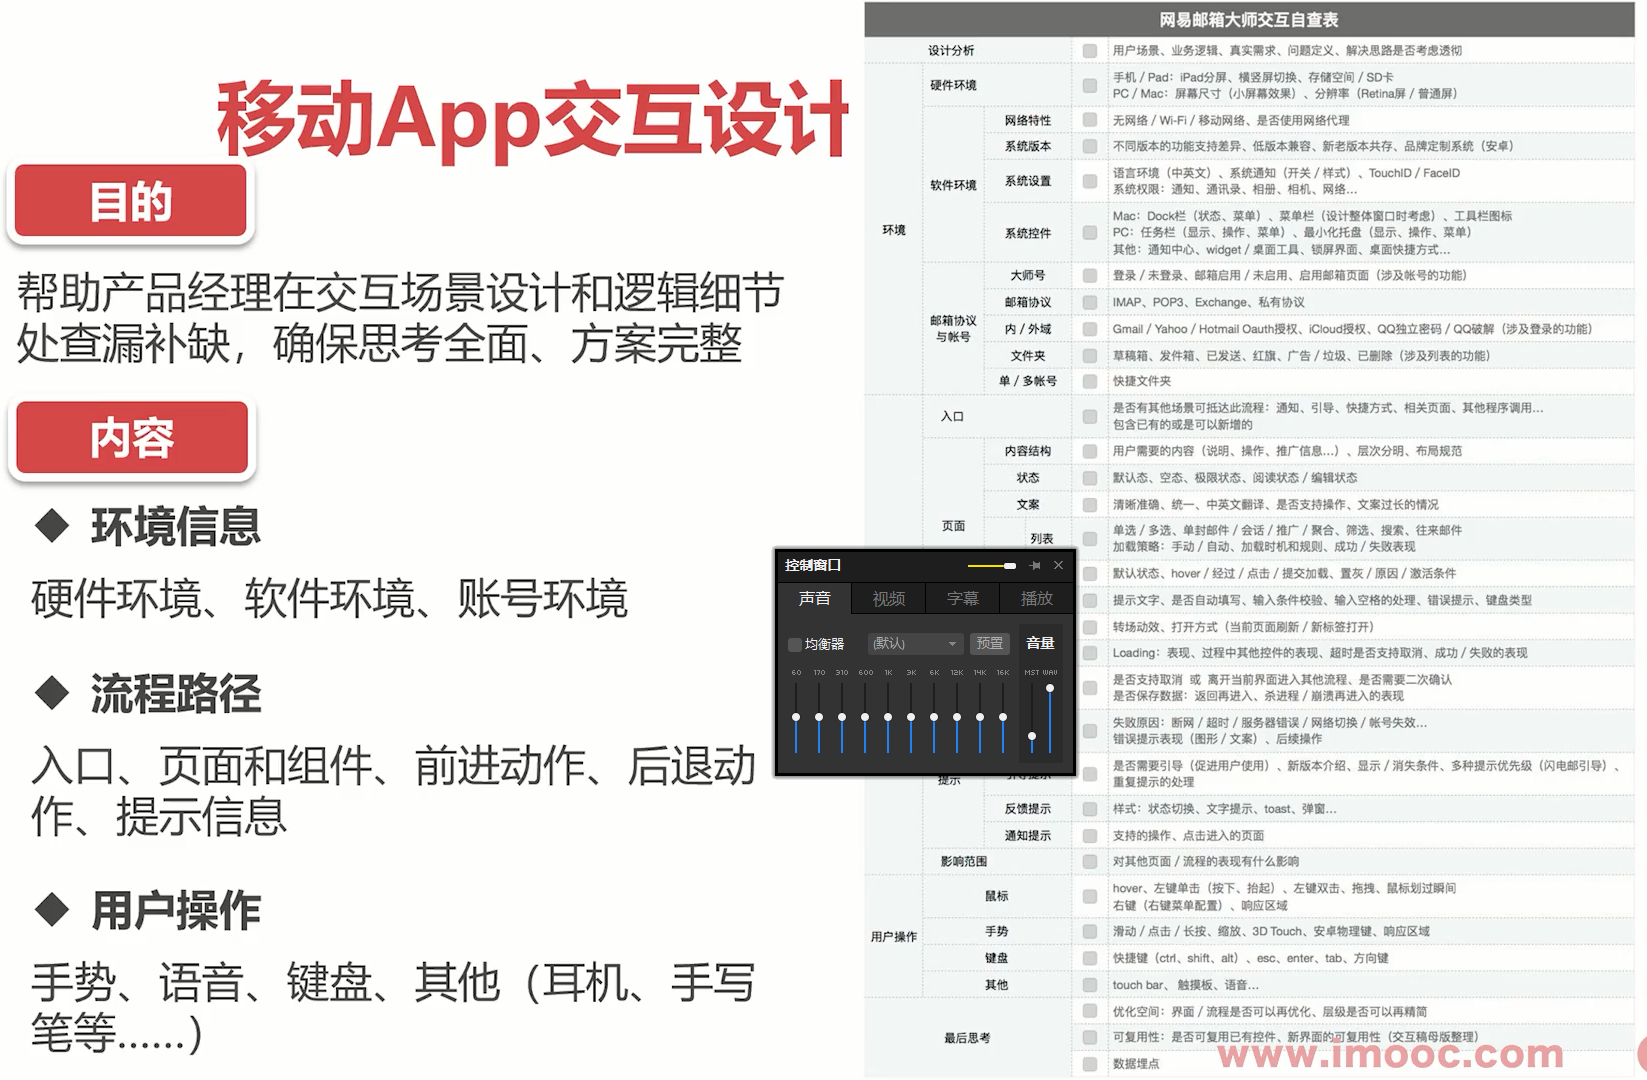 移动App交互设计
目的
帮助产品经理在交互场景设计和逻辑细节
处查漏补缺，确保思考全面、方案完整
内容
环境信息
硬件环境、软件环境、账号环境
流程路径
入口、页面和组件、前进动作、后退动
作、提示信息
用户操作
手势、语音、键盘、其他（耳机、手写
笔等......）
网易邮箱大师交互自查表
设计分析
用户场景、业务逻辑、真实需求、问题定义、解决思路是否考虑透彻
环境
硬件环境
手机 / Pad：iPad分屏、横竖屏切换、存储空间 / SD卡
PC / Mac：屏幕尺寸（小屏幕效果）、分辨率（Retina屏 / 普通屏）
软件环境
网络特性
无网络 / Wi-Fi / 移动网络、是否使用网络代理
系统版本
不同版本的功能支持差异、低版本兼容、新老版本共存、品牌定制系统（安卓）
系统设置
语言环境（中英文）、系统通知（开关 / 样式）、TouchID / FaceID
系统权限：通知、通讯录、相册、相机、网络...
系统控件
Mac：Dock栏（状态、菜单）、菜单栏（设计整体窗口时考虑）、工具栏图标
PC：任务栏（显示、操作、菜单）、最小化托盘（显示、操作、菜单）
其他：通知中心、widget / 桌面工具、锁屏界面、桌面快捷方式...
邮箱协议
与帐号
大师号
登录 / 未登录、邮箱启用 / 未启用、启用邮箱页面（涉及帐号的功能）
邮箱协议
IMAP、POP3、Exchange、私有协议
内 / 外域
Gmail / Yahoo / Hotmail Oauth授权、iCloud授权、QQ独立密码 / QQ破解（涉及登录的功能）
文件夹
草稿箱、发件箱、已发送、红旗、广告 / 垃圾、已删除（涉及列表的功能）
单 / 多帐号
快捷文件夹
入口
是否有其他场景可抵达此流程：通知、引导、快捷方式、相关页面、其他程序调用...
包含已有的或是可以新增的
页面
内容结构
用户需要的内容（说明、操作、推广信息...）、层次分明、布局规范
状态
默认态、空态、极限状态、阅读状态 / 编辑状态
文案
清晰准确、统一、中英文翻译、是否支持操作、文案过长的情况
列表
单选 / 多选、单封邮件 / 会话 / 推广 / 聚合、筛选、搜索、往来邮件
加载策略：手动 / 自动、加载时机和规则、成功 / 失败表现
默认状态、hover / 经过 / 点击 / 提交加载、置灰 / 原因 / 激活条件
提示文字、是否自动填写、输入条件校验、输入空格的处理、错误提示、键盘类型
转场动效、打开方式（当前页面刷新 / 新标签打开）
Loading：表现、过程中其他控件的表现、超时是否支持取消、成功 / 失败的表现
是否支持取消 或 离开当前界面进入其他流程、是否需要二次确认
是否保存数据：返回再进入、杀进程 / 崩溃再进入的表现
失败原因：断网 / 超时 / 服务器错误 / 网络切换 / 帐号失效...
错误提示表现（图形 / 文案）、后续操作
提示
是否需要引导（促进用户使用）、新版本介绍、显示 / 消失条件、多种提示优先级（闪电邮引导）、
重复提示的处理
反馈提示
样式：状态切换、文字提示、toast、弹窗...
通知提示
支持的操作、点击进入的页面
影响范围
对其他页面 / 流程的表现有什么影响
用户操作
鼠标
hover、左键单击（按下、抬起）、左键双击、拖拽、鼠标划过瞬间
右键（右键菜单配置）、响应区域
手势
滑动 / 点击 / 长按、缩放、3D Touch、安卓物理键、响应区域
键盘
快捷键（ctrl、shift、alt）、esc、enter、tab、方向键
其他
touch bar、 触摸板、语音...
最后思考
优化空间：界面 / 流程是否可以再优化、层级是否可以再精简
可复用性：是否可复用已有控件、新界面的可复用性（交互稿母版整理）
数据埋点
控制窗口
声音 视频 字幕 播放
均衡器 (默认) 预置 音量
60 170 310 600 1K 3K 6K 12K 14K 16K MST WAV
www.imooc.com